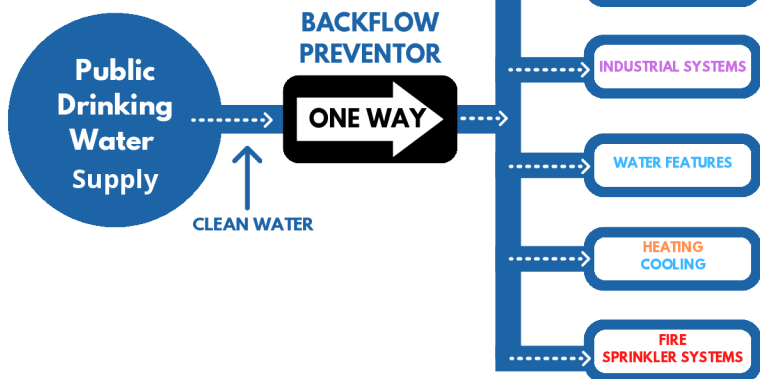 BACKFLOW
PREVENTOR
Public
Drinking
Water
Supply
ONE WAY
CLEAN WATER
INDUSTRIAL SYSTEMS
WATER FEATURES
HEATING
COOLING
FIRE
SPRINKLER SYSTEMS